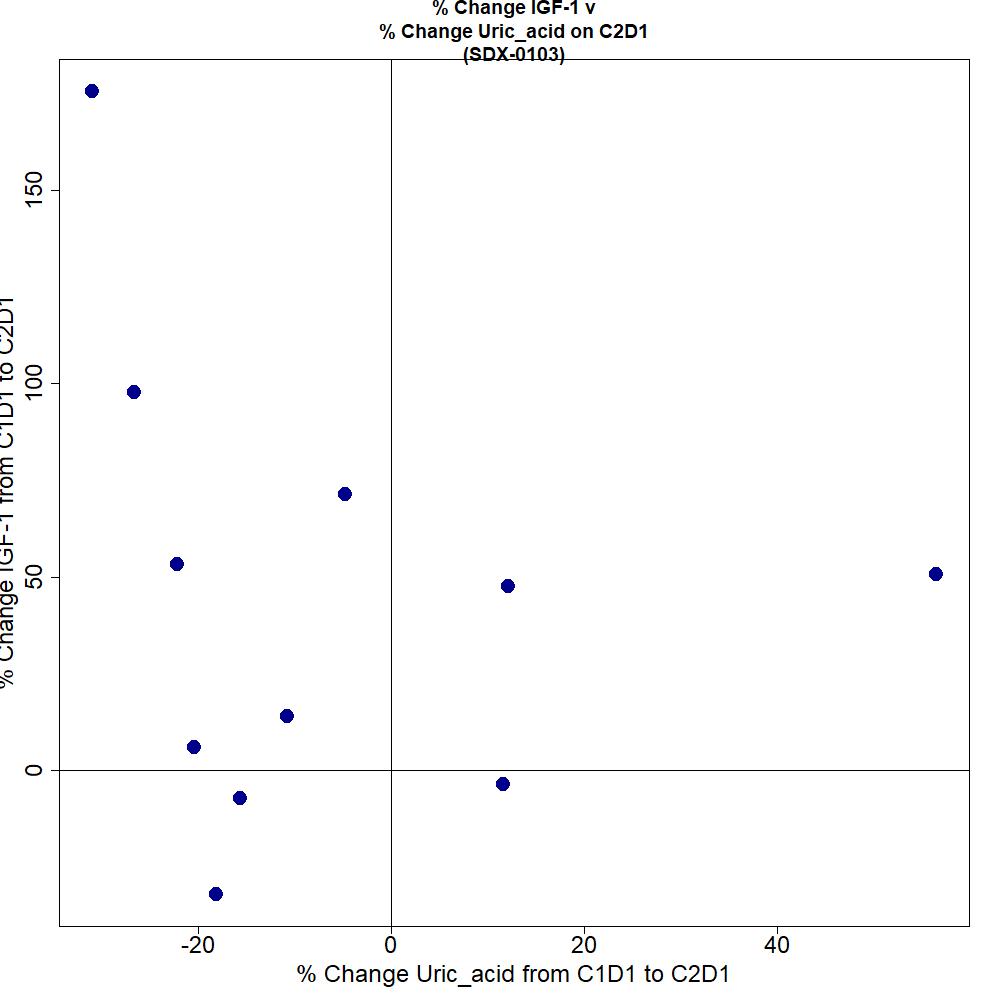 % Change IGF-1 v
% Change Uric_acid on C2D1
(SDX-0103)
150
100
50
0
% Change IGF-1 from C1D1 to C2D1
-20
0
20
40
% Change Uric_acid from C1D1 to C2D1